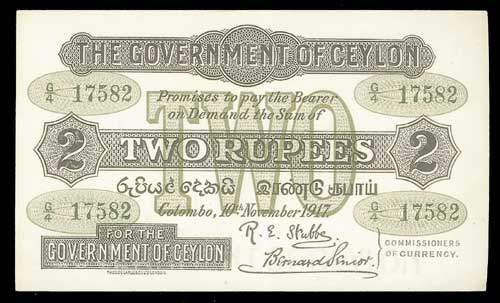 THE GOVERNMENT OF CEYLON
G/4 17582 G/4 17582
Promises to pay the Bearer
on Demand the Sum of
TWO
2 TWO RUPEES 2
රුපියල් දෙකයි இரண்டு ரூபாய்
G/4 17582 Colombo, 10th November 1917. G/4 17582
FOR THE
GOVERNMENT OF CEYLON
R. E. Stubbs
Bernard Senior.
COMMISSIONERS
OF CURRENCY.